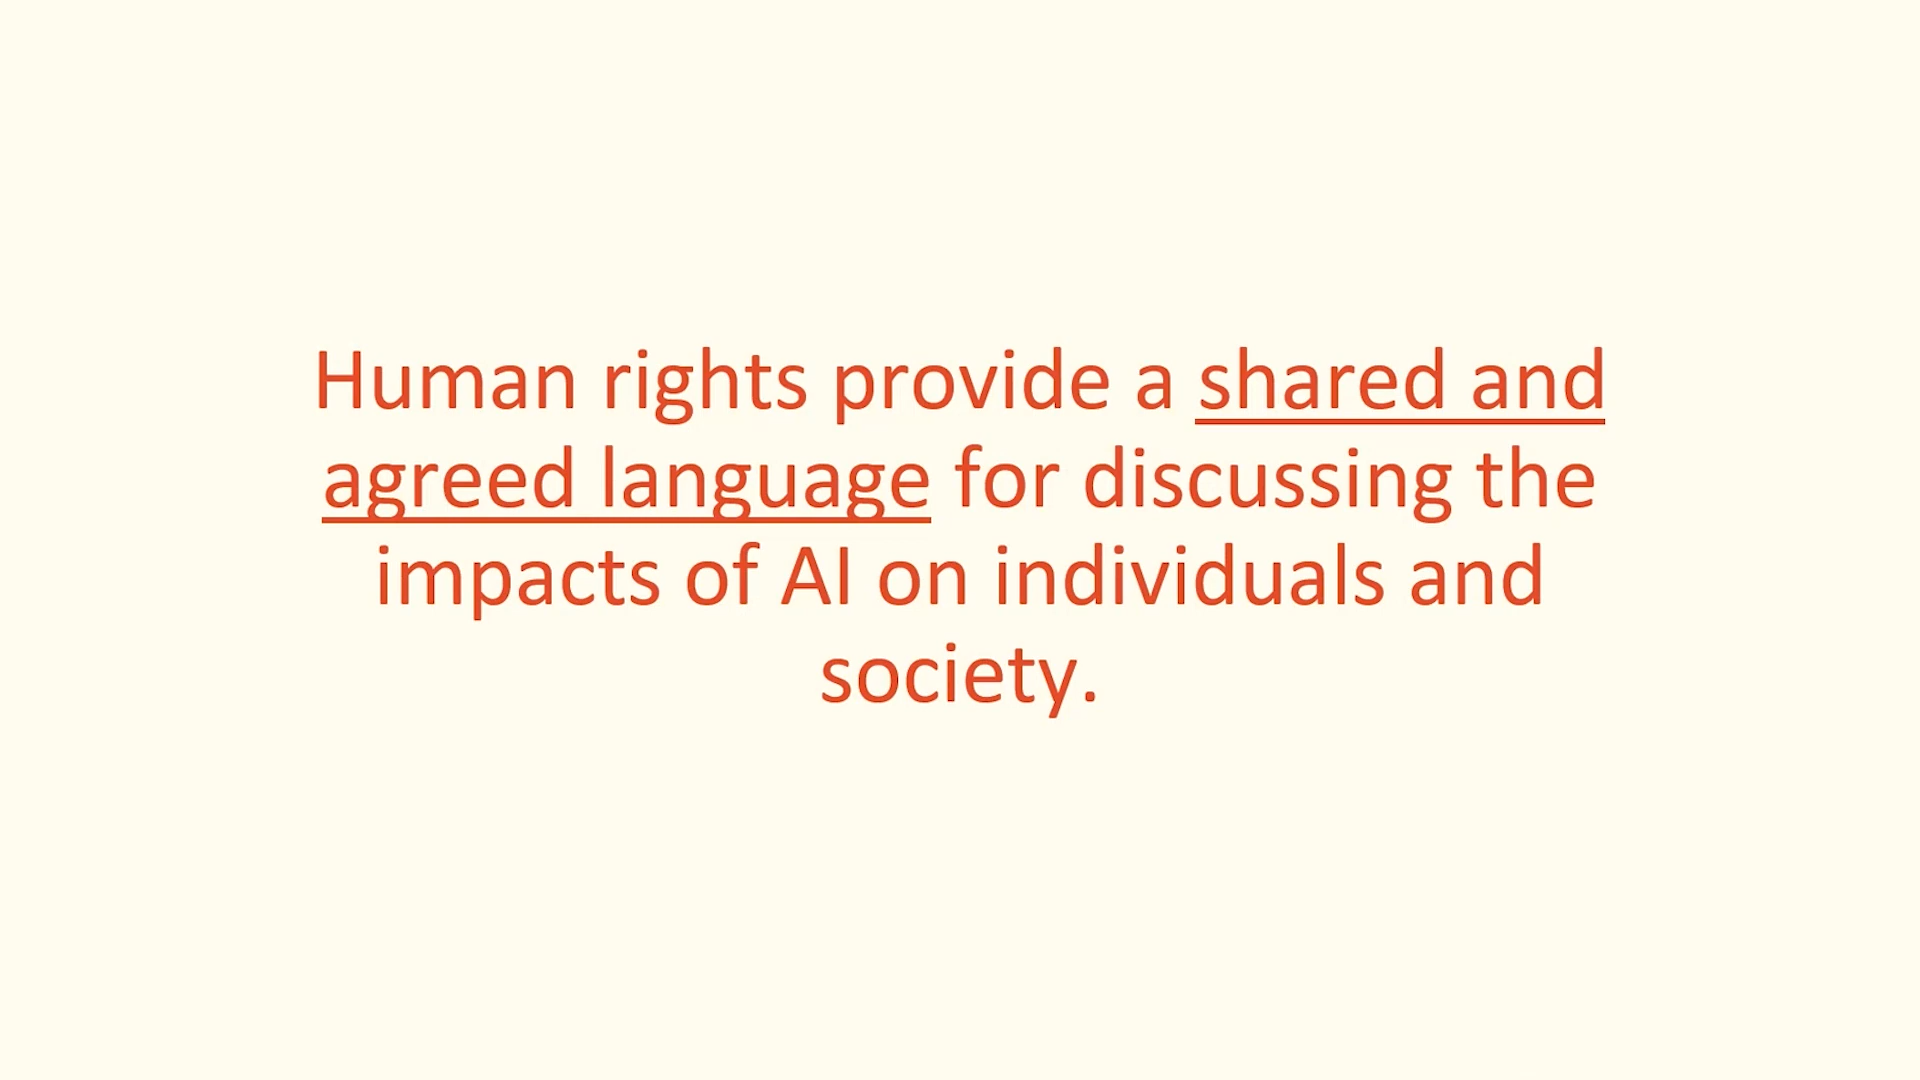 Human rights provide a shared and
agreed language for discussing the
impacts of AI on individuals and
society.